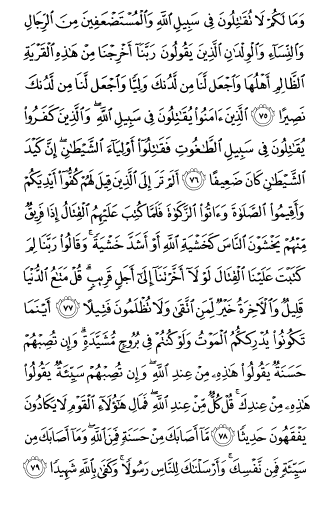 وَمَا لَكُمْ لَا تُقَٰتِلُونَ فِي سَبِيلِ ٱللَّهِ وَٱلْمُسْتَضْعَفِينَ مِنَ ٱلرِّجَالِ
وَٱلنِّسَآءِ وَٱلْوِلْدَٰنِ ٱلَّذِينَ يَقُولُونَ رَبَّنَآ أَخْرِجْنَا مِنْ هَٰذِهِ ٱلْقَرْيَةِ
ٱلظَّالِمِ أَهْلُهَا وَٱجْعَل لَّنَا مِن لَّدُنكَ وَلِيًّا وَٱجْعَل لَّنَا مِن لَّدُنكَ
نَصِيرًا ٧٥ ٱلَّذِينَ ءَامَنُوا۟ يُقَٰتِلُونَ فِي سَبِيلِ ٱللَّهِ ۖ وَٱلَّذِينَ كَفَرُوا۟
يُقَٰتِلُونَ فِي سَبِيلِ ٱلطَّٰغُوتِ فَقَٰتِلُوٓا۟ أَوْلِيَآءَ ٱلشَّيْطَٰنِ ۖ إِنَّ كَيْدَ
ٱلشَّيْطَٰنِ كَانَ ضَعِيفًا ٧٦ أَلَمْ تَرَ إِلَى ٱلَّذِينَ قِيلَ لَهُمْ كُفُّوٓا۟ أَيْدِيَكُمْ
وَأَقِيمُوا۟ ٱلصَّلَوٰةَ وَءَاتُوا۟ ٱلزَّكَوٰةَ فَلَمَّا كُتِبَ عَلَيْهِمُ ٱلْقِتَالُ إِذَا فَرِيقٌ
مِّنْهُمْ يَخْشَوْنَ ٱلنَّاسَ كَخَشْيَةِ ٱللَّهِ أَوْ أَشَدَّ خَشْيَةً ۚ وَقَالُوا۟ رَبَّنَا لِمَ
كَتَبْتَ عَلَيْنَا ٱلْقِتَالَ لَوْلَآ أَخَّرْتَنَآ إِلَىٰٓ أَجَلٍ قَرِيبٍ ۗ قُلْ مَتَٰعُ ٱلدُّنْيَا
قَلِيلٌ وَٱلْءَاخِرَةُ خَيْرٌ لِّمَنِ ٱتَّقَىٰ وَلَا تُظْلَمُونَ فَتِيلًا ٧٧ أَيْنَمَا
تَكُونُوا۟ يُدْرِككُّمُ ٱلْمَوْتُ وَلَوْ كُنتُمْ فِي بُرُوجٍ مُّشَيَّدَةٍ ۗ وَإِن تُصِبْهُمْ
حَسَنَةٌ يَقُولُوا۟ هَٰذِهِ مِنْ عِندِ ٱللَّهِ ۖ وَإِن تُصِبْهُمْ سَيِّئَةٌ يَقُولُوا۟
هَٰذِهِ مِنْ عِندِكَ ۚ قُلْ كُلٌّ مِّنْ عِندِ ٱللَّهِ ۖ فَمَالِ هَٰٓؤُلَآءِ ٱلْقَوْمِ لَا يَكَادُونَ
يَفْقَهُونَ حَدِيثًا ٧٨ مَّآ أَصَابَكَ مِنْ حَسَنَةٍ فَمِنَ ٱللَّهِ ۖ وَمَآ أَصَابَكَ مِن
سَيِّئَةٍ فَمِن نَّفْسِكَ ۚ وَأَرْسَلْنَٰكَ لِلنَّاسِ رَسُولًا ۚ وَكَفَىٰ بِٱللَّهِ شَهِيدًا ٧٩